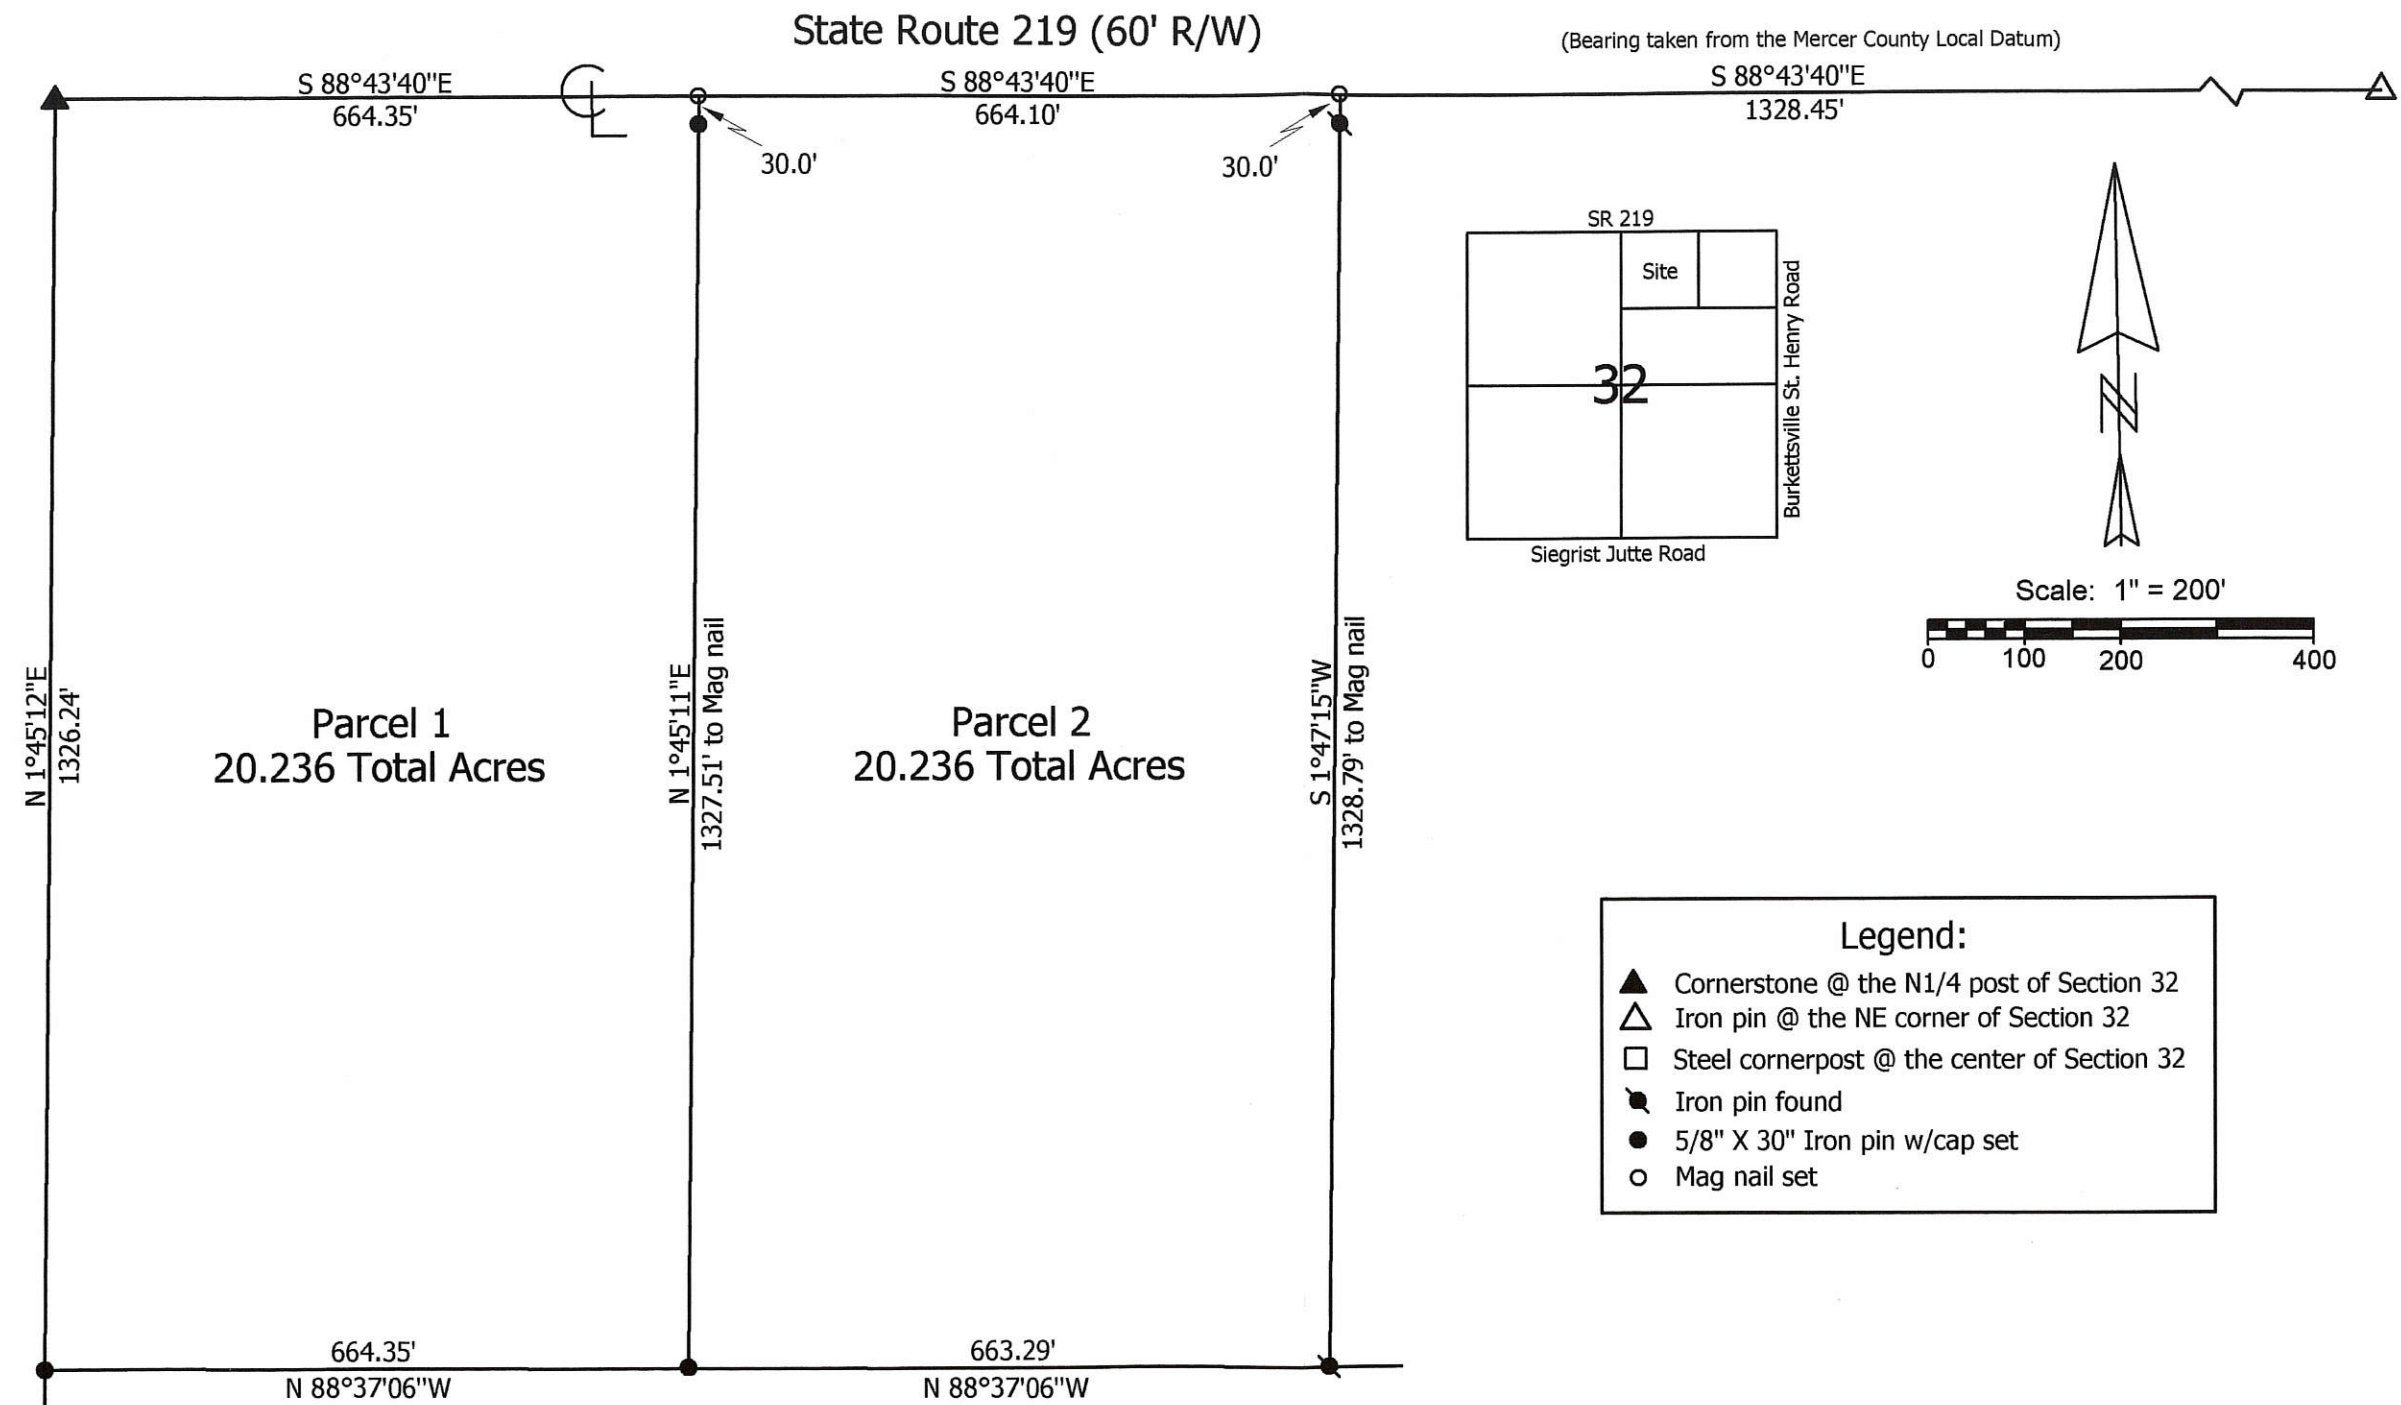 State Route 219 (60' R/W)
(Bearing taken from the Mercer County Local Datum)
S 88°43'40"E
664.35'
CL
S 88°43'40"E
664.10'
S 88°43'40"E
1328.45'
30.0'
30.0'
SR 219
Site
32
Burkettsville St. Henry Road
Siegrist Jutte Road
N
Scale: 1" = 200'
0 100 200 400
N 1°45'12"E
1326.24'
Parcel 1
20.236 Total Acres
N 1°45'11"E
1327.51' to Mag nail
Parcel 2
20.236 Total Acres
S 1°47'15"W
1328.79' to Mag nail
Legend:
Cornerstone @ the N1/4 post of Section 32
Iron pin @ the NE corner of Section 32
Steel cornerpost @ the center of Section 32
Iron pin found
5/8" X 30" Iron pin w/cap set
Mag nail set
664.35'
N 88°37'06"W
663.29'
N 88°37'06"W